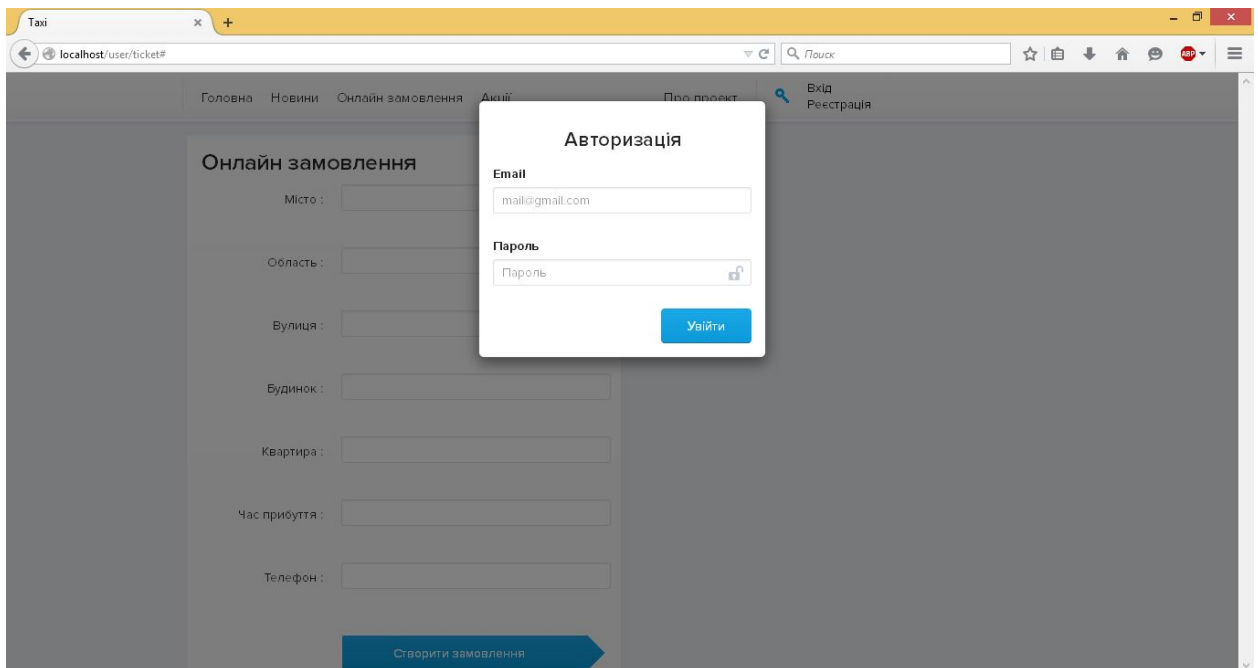 Taxi
localhost/user/ticket#
Поиск
ABP
Головна Новини Онлайн замовлення Акції Про проект
Вхід
Реєстрація
Авторизація
Email
mail@gmail.com
Пароль
Пароль
Увійти
Онлайн замовлення
Місто :
Область :
Вулиця :
Будинок :
Квартира :
Час прибуття :
Телефон :
Створити замовлення